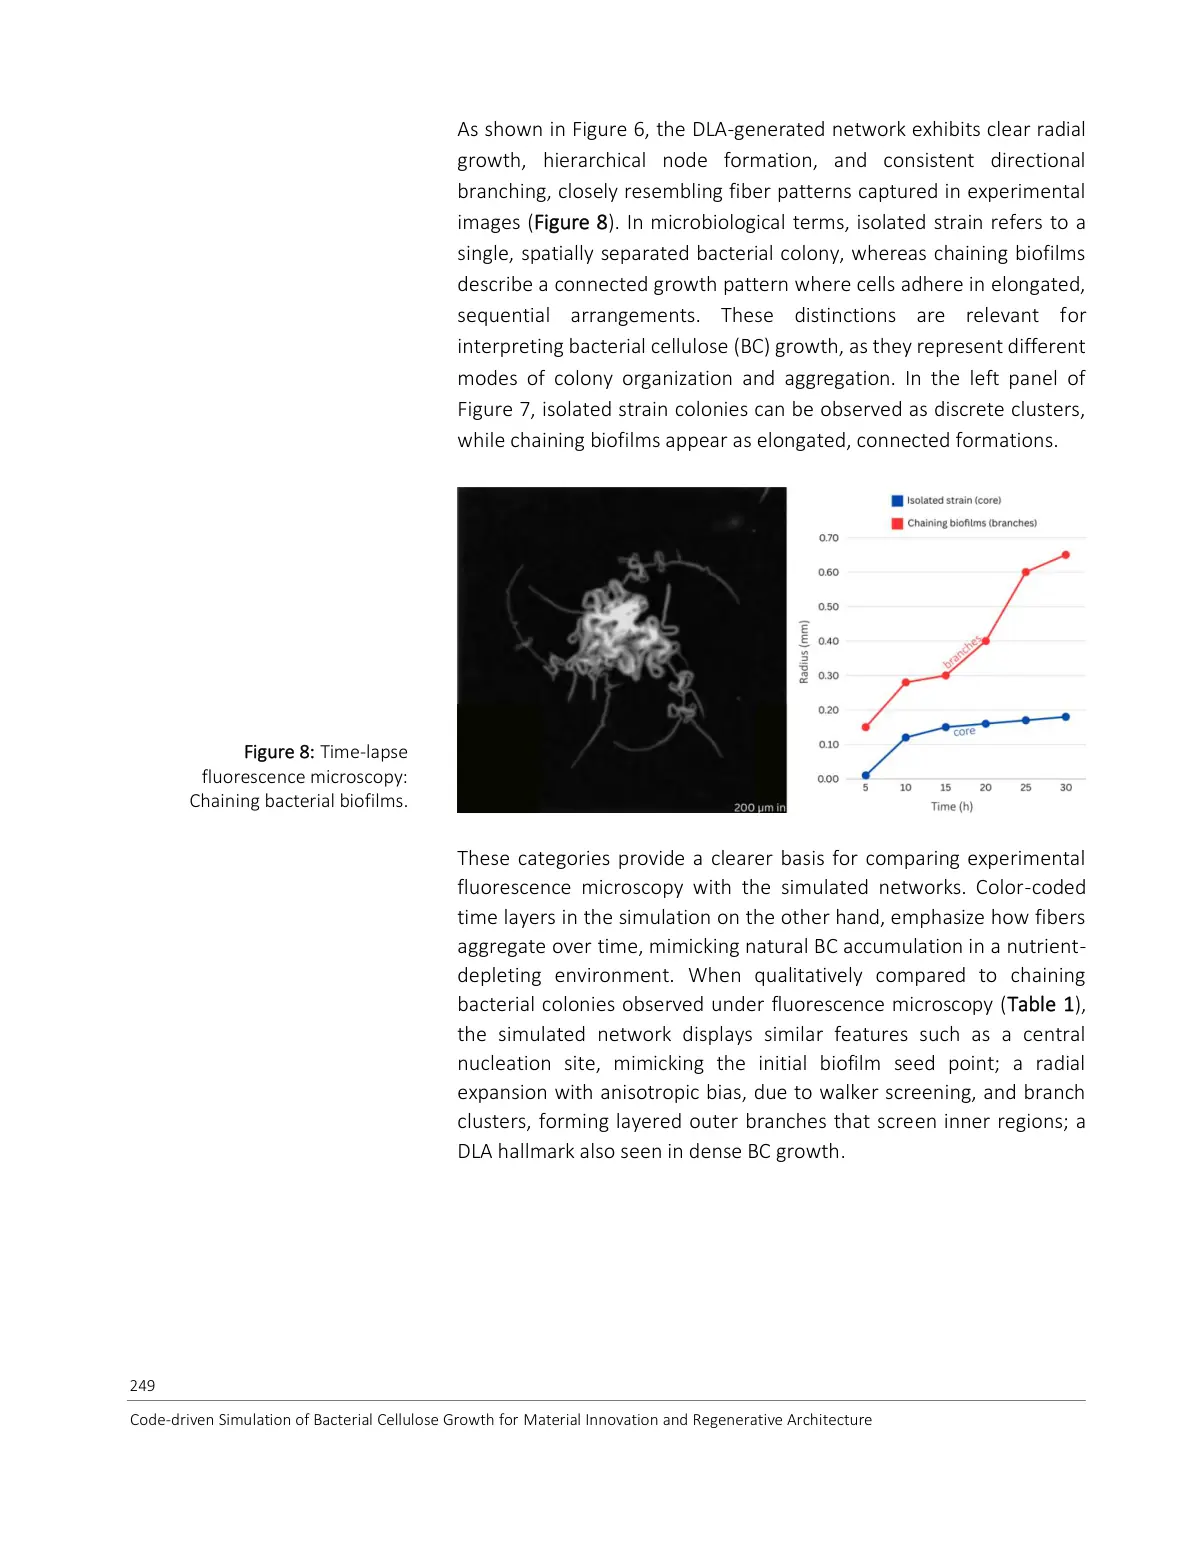 As shown in Figure 6, the DLA-generated network exhibits clear radial
growth, hierarchical node formation, and consistent directional
branching, closely resembling fiber patterns captured in experimental
images (Figure 8). In microbiological terms, isolated strain refers to a
single, spatially separated bacterial colony, whereas chaining biofilms
describe a connected growth pattern where cells adhere in elongated,
sequential arrangements. These distinctions are relevant for
interpreting bacterial cellulose (BC) growth, as they represent different
modes of colony organization and aggregation. In the left panel of
Figure 7, isolated strain colonies can be observed as discrete clusters,
while chaining biofilms appear as elongated, connected formations.
200 µm in
Isolated strain (core)
Chaining biofilms (branches)
0.70
0.60
0.50
0.40
0.30
0.20
0.10
0.00
Radius (mm)
branches
core
5 10 15 20 25 30
Time (h)
Figure 8: Time-lapse
fluorescence microscopy:
Chaining bacterial biofilms.
These categories provide a clearer basis for comparing experimental
fluorescence microscopy with the simulated networks. Color-coded
time layers in the simulation on the other hand, emphasize how fibers
aggregate over time, mimicking natural BC accumulation in a nutrient-
depleting environment. When qualitatively compared to chaining
bacterial colonies observed under fluorescence microscopy (Table 1),
the simulated network displays similar features such as a central
nucleation site, mimicking the initial biofilm seed point; a radial
expansion with anisotropic bias, due to walker screening, and branch
clusters, forming layered outer branches that screen inner regions; a
DLA hallmark also seen in dense BC growth.
249
Code-driven Simulation of Bacterial Cellulose Growth for Material Innovation and Regenerative Architecture